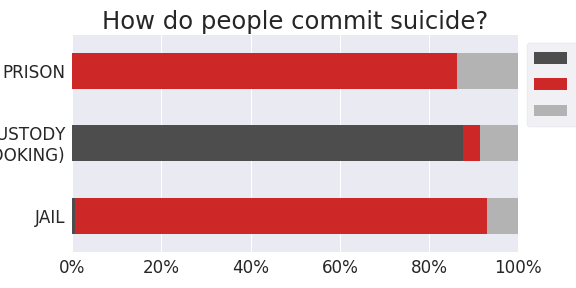 How do people commit suicide?
PRISON
USTODY
OOKING)
JAIL
0% 20% 40% 60% 80% 100%